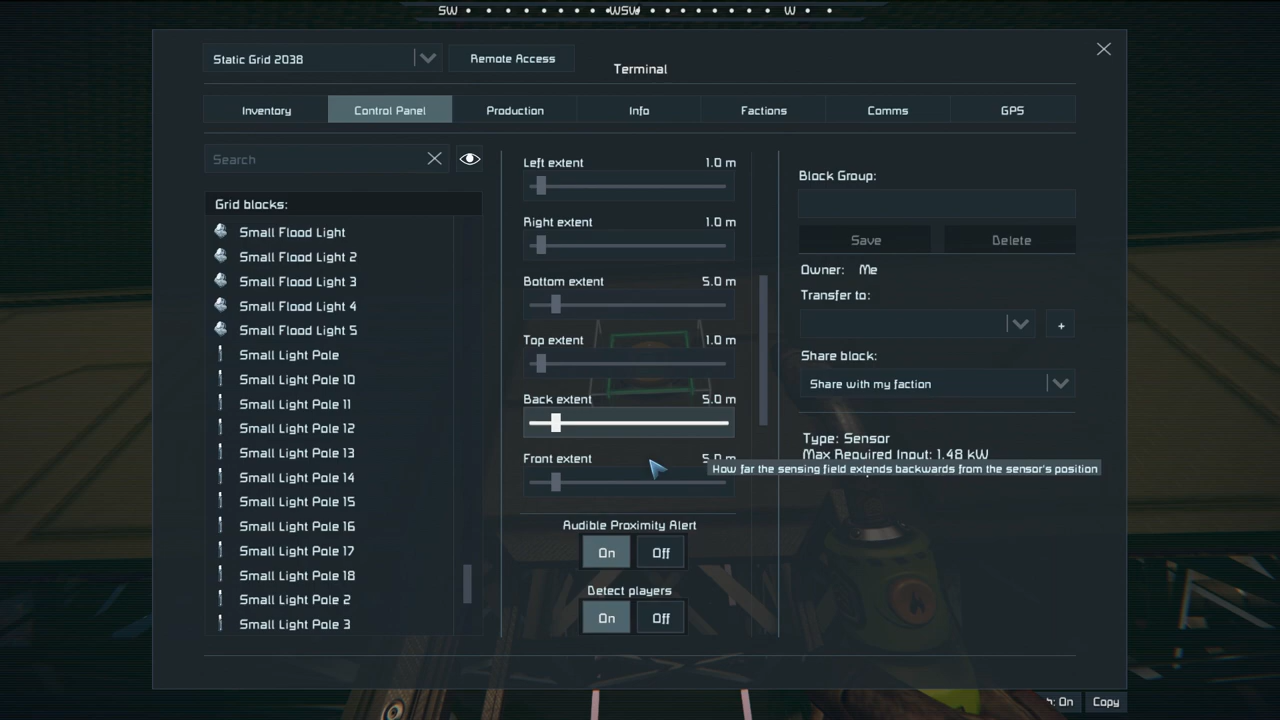 SW WSW W
Static Grid 2038
Remote Access
Terminal
Inventory
Control Panel
Production
Info
Factions
Comms
GPS
Search
Grid blocks:
Small Flood Light
Small Flood Light 2
Small Flood Light 3
Small Flood Light 4
Small Flood Light 5
Small Light Pole
Small Light Pole 10
Small Light Pole 11
Small Light Pole 12
Small Light Pole 13
Small Light Pole 14
Small Light Pole 15
Small Light Pole 16
Small Light Pole 17
Small Light Pole 18
Small Light Pole 2
Small Light Pole 3
Left extent 1.0 m
Right extent 1.0 m
Bottom extent 5.0 m
Top extent 1.0 m
Back extent 5.0 m
Front extent 5.0 m
How far the sensing field extends backwards from the sensor's position
Audible Proximity Alert
On Off
Detect players
On Off
Block Group:
Save Delete
Owner: Me
Transfer to:
+
Share block:
Share with my faction
Type: Sensor
Max Required Input: 1.48 kW
h: On
Copy